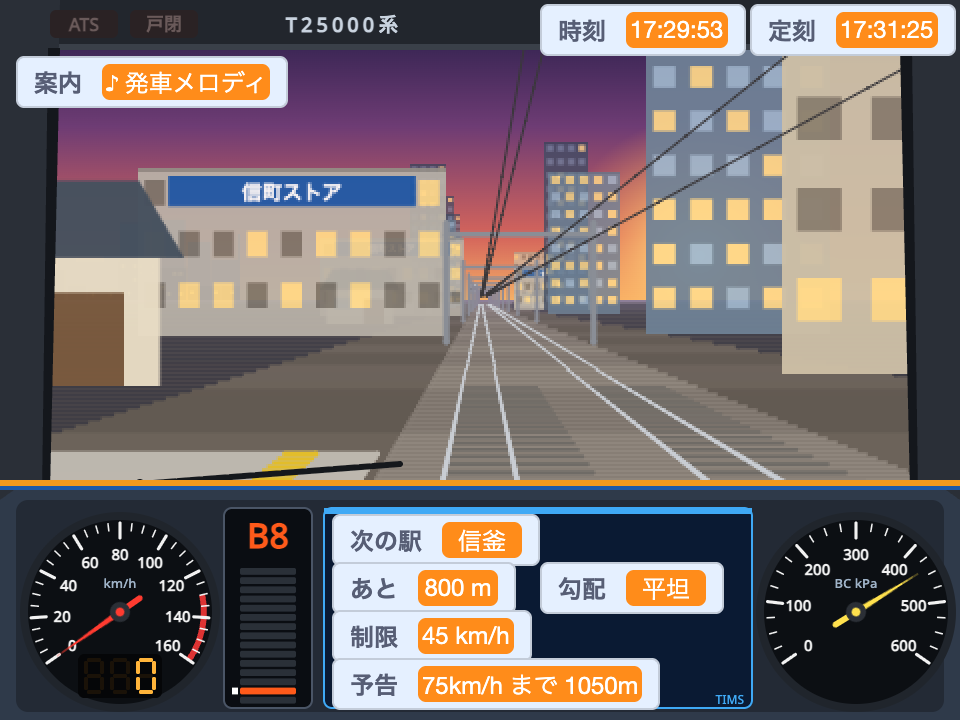 ATS 戸閉 T25000系 時刻 17:29:53 定刻 17:31:25
案内 ♪発車メロディ
信町ストア
B8
次の駅 信釜
あと 800 m 勾配 平坦
制限 45 km/h
予告 75km/h まで 1050m
TIMS
0 20 40 60 80 100 120 140 160
km/h
0
0 100 200 300 400 500 600
BC kPa